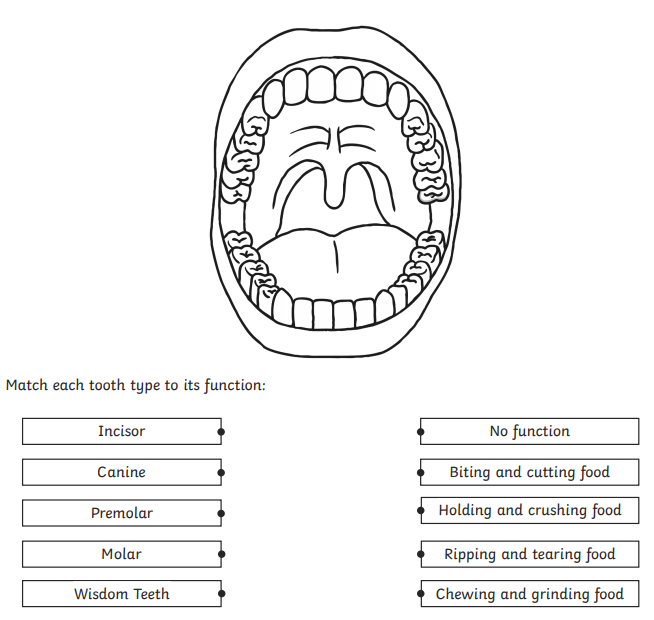 Match each tooth type to its function:
Incisor
No function
Canine
Biting and cutting food
Premolar
Holding and crushing food
Molar
Ripping and tearing food
Wisdom Teeth
Chewing and grinding food